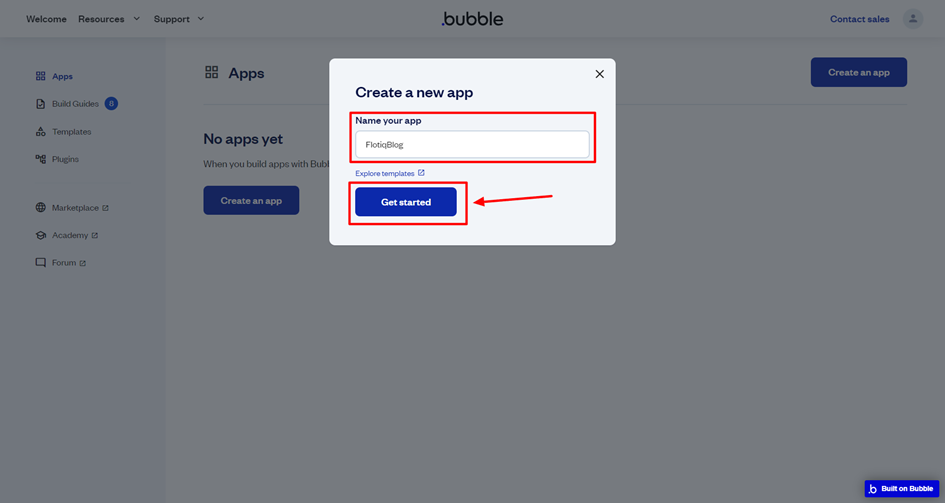 Welcome Resources Support .bubble Contact sales
Apps
Build Guides 8
Templates
Plugins
Marketplace
Academy
Forum
Apps
Create an app
No apps yet
When you build apps with Bubb
Create an app
Create a new app
Name your app
FlotiqBlog
Explore templates
Get started
b Built on Bubble